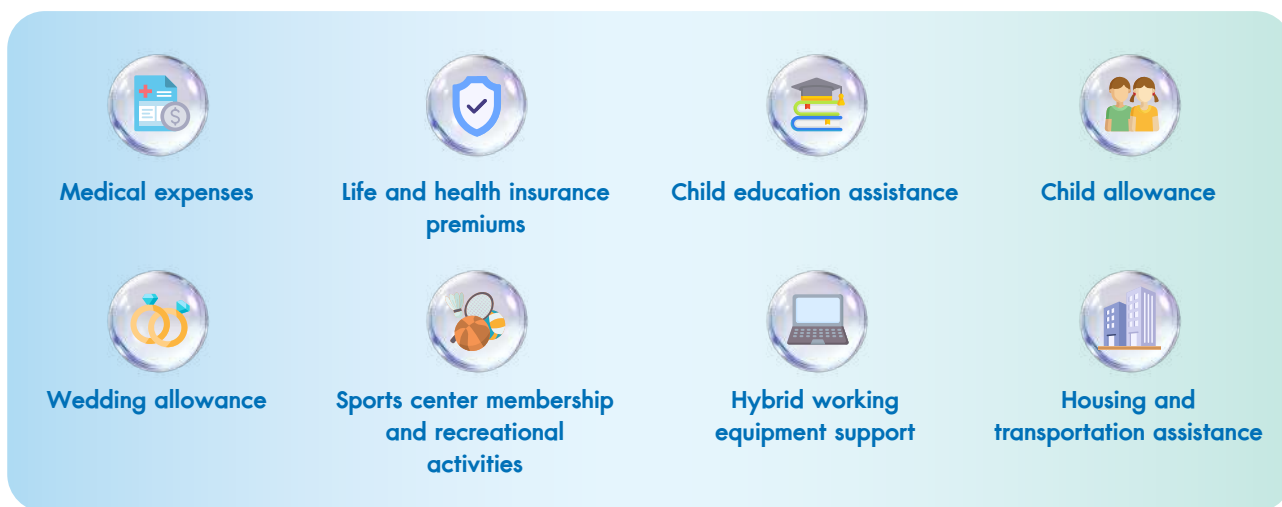 Medical expenses
Life and health insurance
premiums
Child education assistance
Child allowance
Wedding allowance
Sports center membership
and recreational
activities
Hybrid working
equipment support
Housing and
transportation assistance